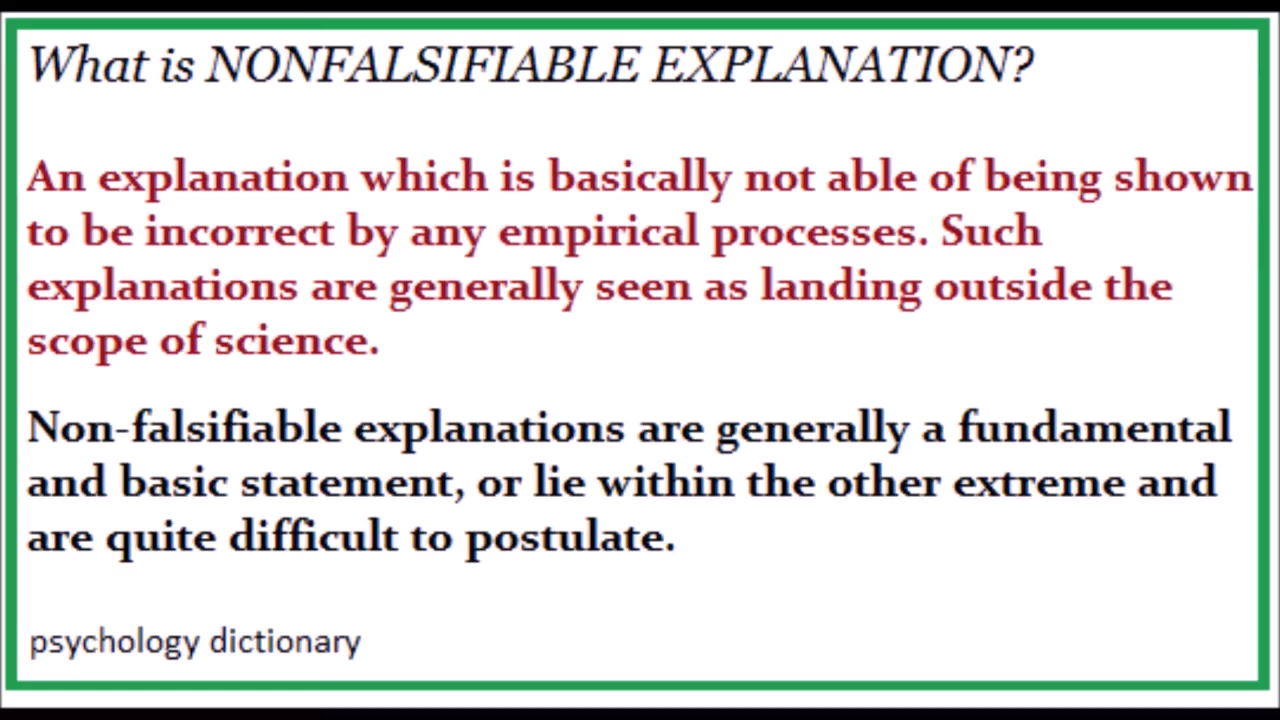 What is NONFALSIFIABLE EXPLANATION?
An explanation which is basically not able of being shown
to be incorrect by any empirical processes. Such
explanations are generally seen as landing outside the
scope of science.
Non-falsifiable explanations are generally a fundamental
and basic statement, or lie within the other extreme and
are quite difficult to postulate.
psychology dictionary